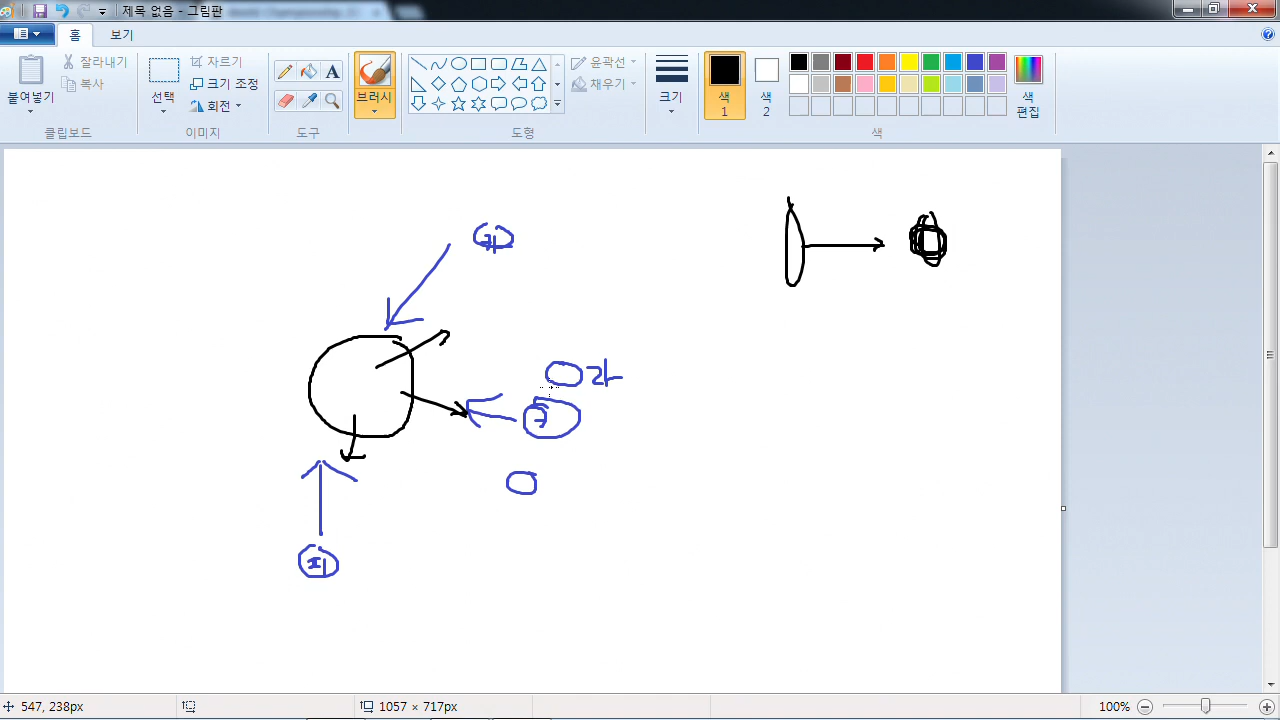 제목 없음 - 그림판
홈 보기
붙여넣기
잘라내기
복사
클립보드
선택
자르기
크기 조정
회전
이미지
A
도구
브러시
윤곽선
채우기
도형
크기
색
1
색
2
색
편집
색
가
나
파
547, 238px
1057 × 717px
100%